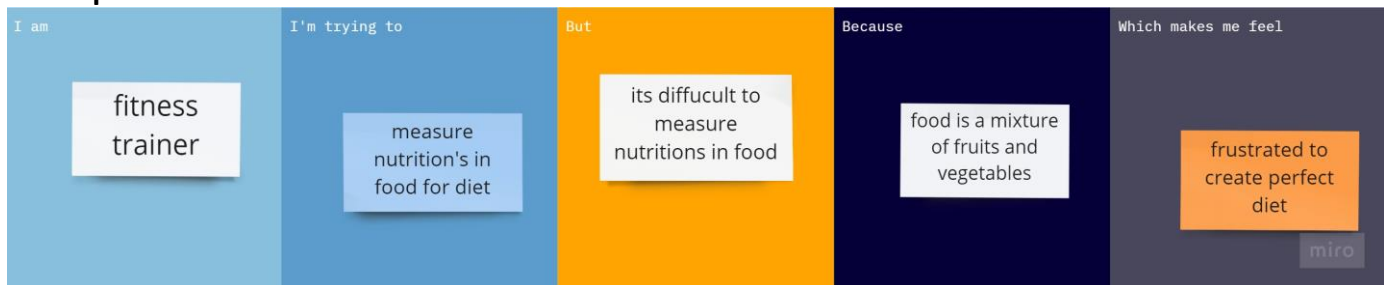 I am
fitness
trainer
I'm trying to
measure
nutrition's in
food for diet
But
its diffucult to
measure
nutritions in food
Because
food is a mixture
of fruits and
vegetables
Which makes me feel
frustrated to
create perfect
diet
miro